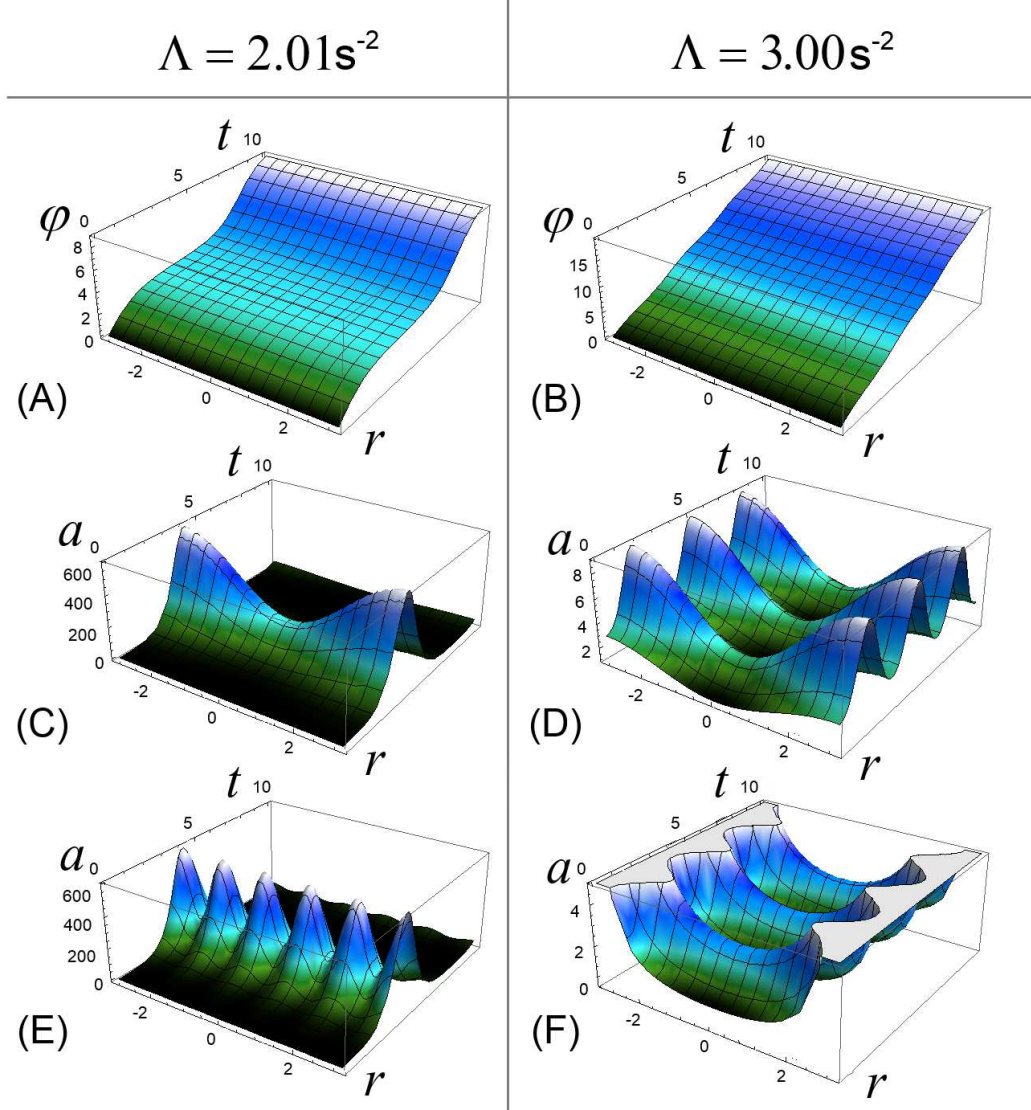 Λ = 2.01s⁻² Λ = 3.00s⁻²
t 10 t 10
5 5
φ 0 φ 0
8 6 4 2 0 15 10 5 0
-2 0 2 -2 0 2
(A) r (B) r
t 10 t 10
5 5
a 0 a 0
600 400 200 0 8 6 4 2
-2 0 2 -2 0 2
(C) r (D) r
t 10 t 10
5 5
a 0 a 0
600 400 200 0 4 2 0
-2 0 2 -2 0 2
(E) r (F) r